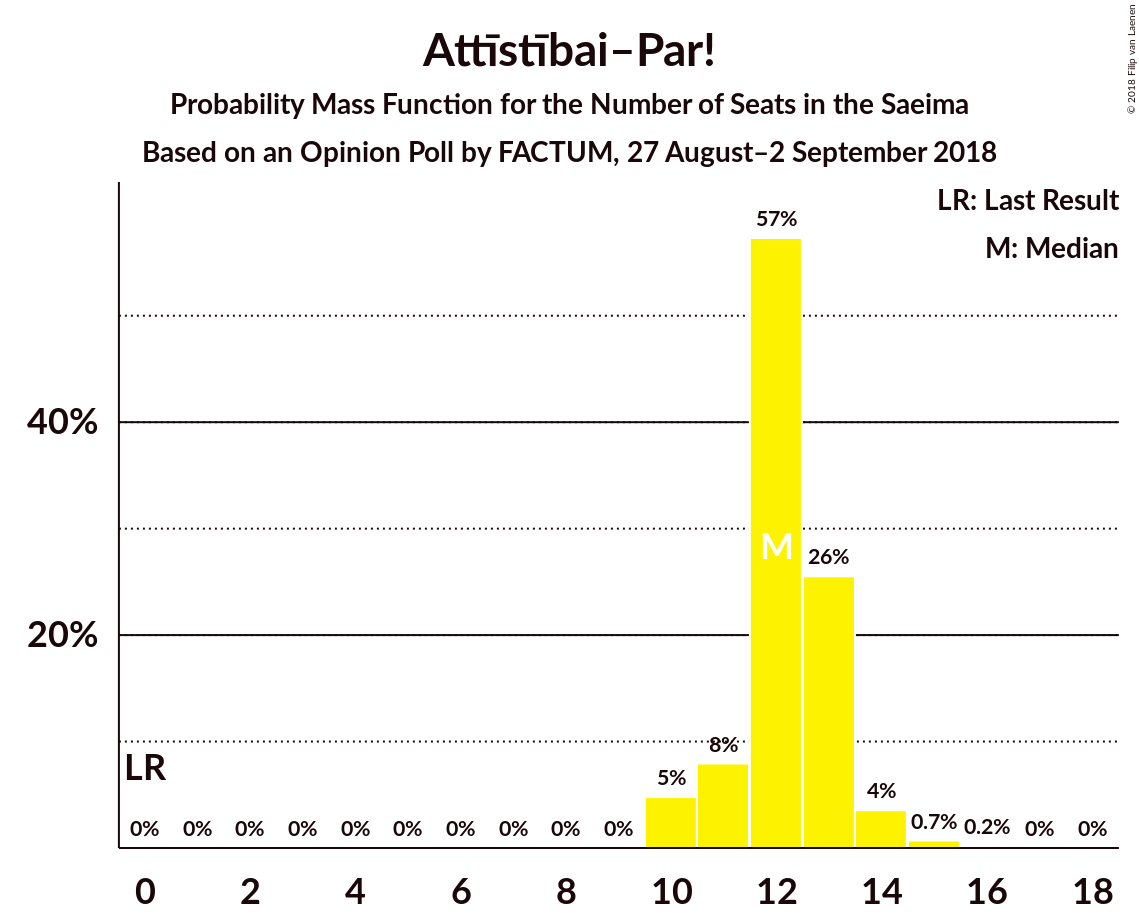 Attīstībai–Par!
Probability Mass Function for the Number of Seats in the Saeima
Based on an Opinion Poll by FACTUM, 27 August–2 September 2018
© 2018 Filip van Laenen
LR: Last Result
M: Median
57%
40%
M
26%
20%
8%
LR
5%
4%
0% 0% 0% 0% 0% 0% 0% 0% 0% 0% 0.7% 0.2% 0% 0%
0 2 4 6 8 10 12 14 16 18